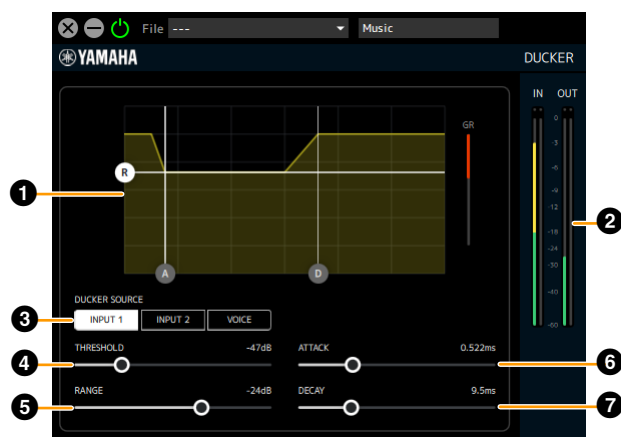 File --- Music
YAMAHA DUCKER
IN OUT
GR
0
-3
-6
-9
-12
-18
-24
-30
-40
-60
R
A D
1
2
DUCKER SOURCE
3 INPUT 1 INPUT 2 VOICE
THRESHOLD -47dB ATTACK 0.522ms
4 6
RANGE -24dB DECAY 9.5ms
5 7